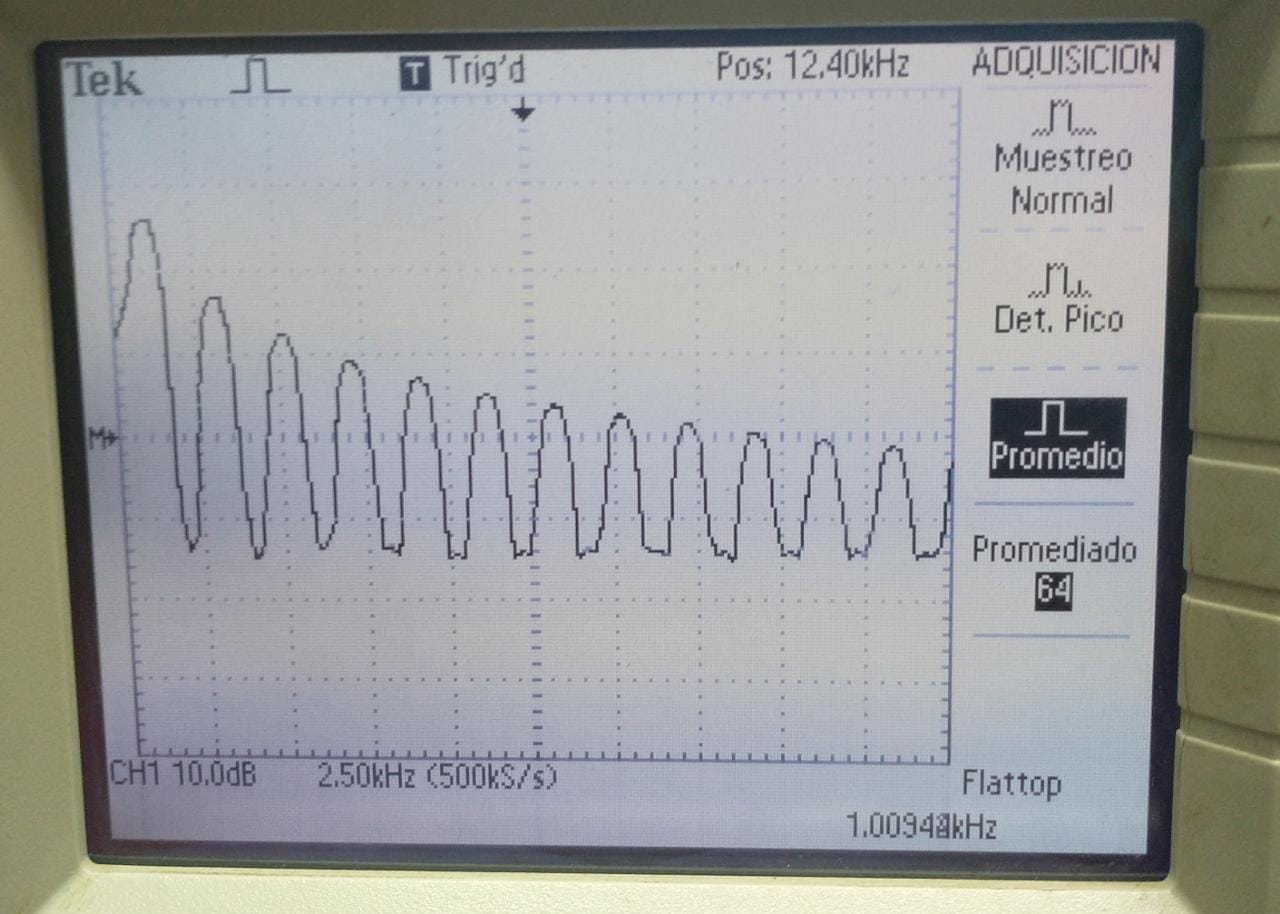 Tek T Trig'd Pos: 12.40kHz ADQUISICION
Muestreo
Normal
Det. Pico
M
Promedio
Promediado
64
CH1 10.0dB 2.50kHz (500kS/s) Flattop